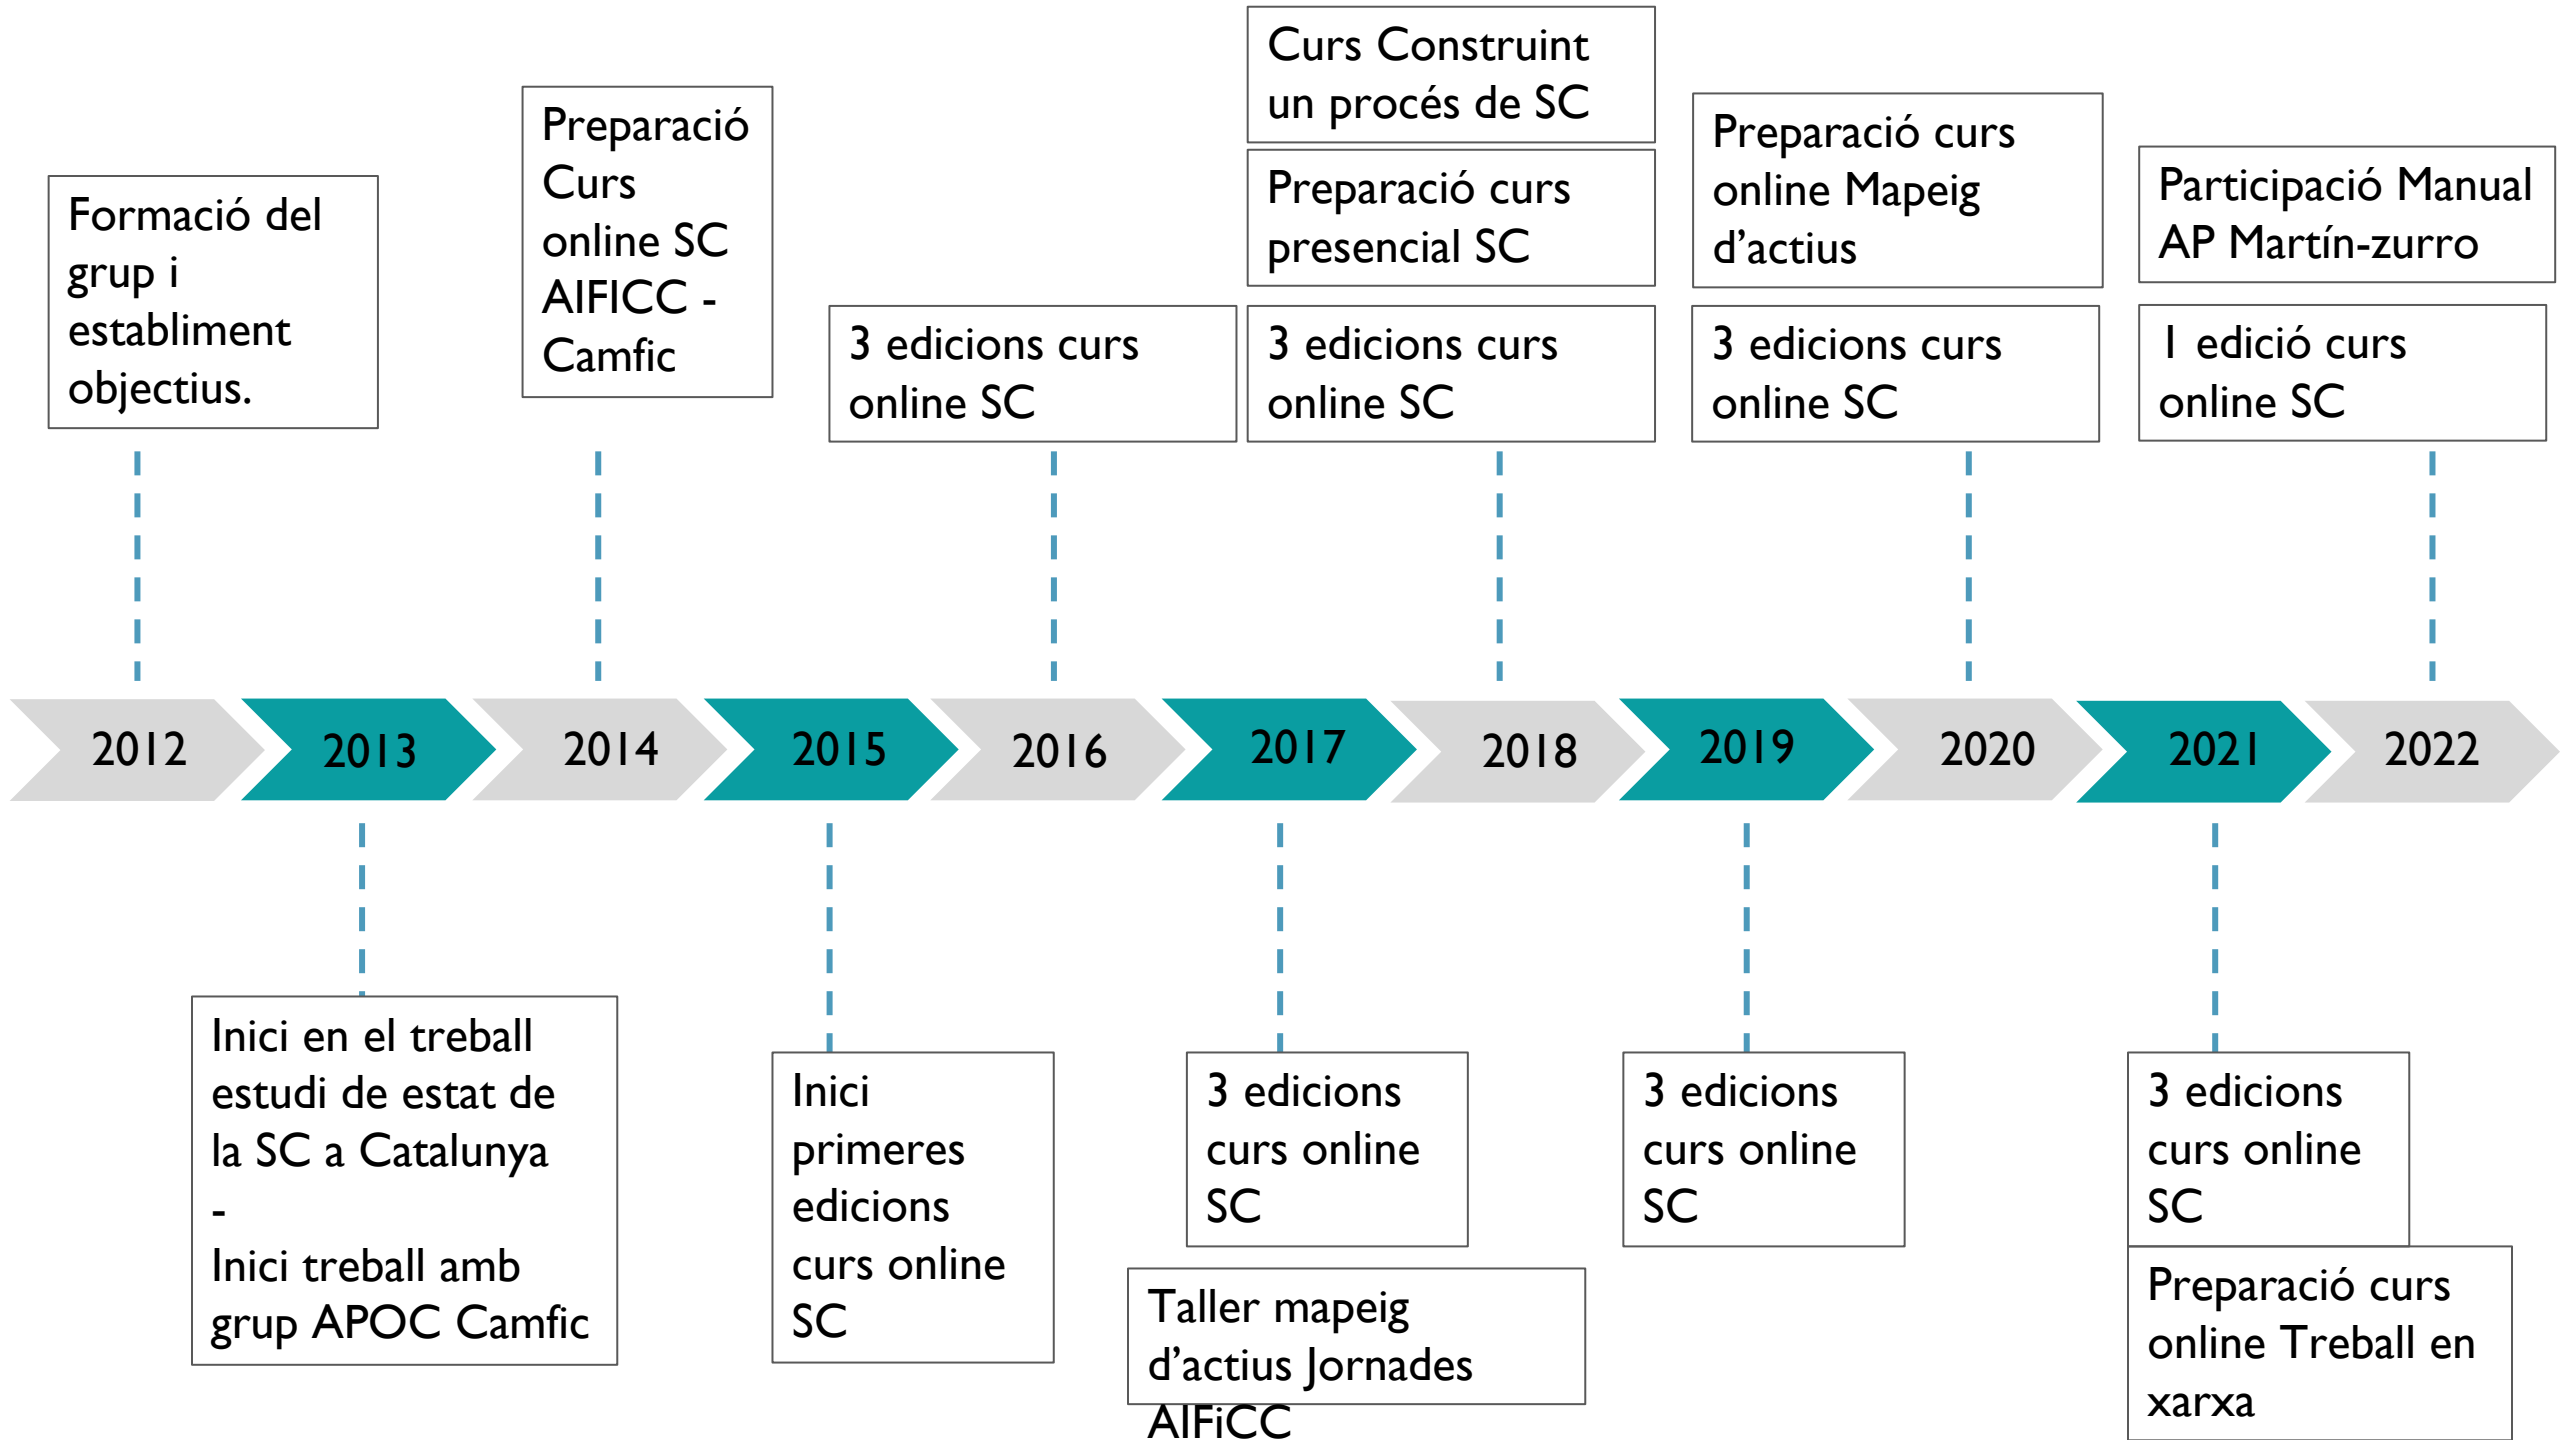 Formació del
grup i
establiment
objectius.
Preparació
Curs
online SC
AIFICC -
Camfic
3 edicions curs
online SC
Curs Construint
un procés de SC
Preparació curs
presencial SC
3 edicions curs
online SC
Preparació curs
online Mapeig
d’actius
3 edicions curs
online SC
Participació Manual
AP Martín-zurro
1 edició curs
online SC
2012
2013
2014
2015
2016
2017
2018
2019
2020
2021
2022
Inici en el treball
estudi de estat de
la SC a Catalunya
-
Inici treball amb
grup APOC Camfic
Inici
primeres
edicions
curs online
SC
3 edicions
curs online
SC
Taller mapeig
d’actius Jornades
AIFiCC
3 edicions
curs online
SC
3 edicions
curs online
SC
Preparació curs
online Treball en
xarxa